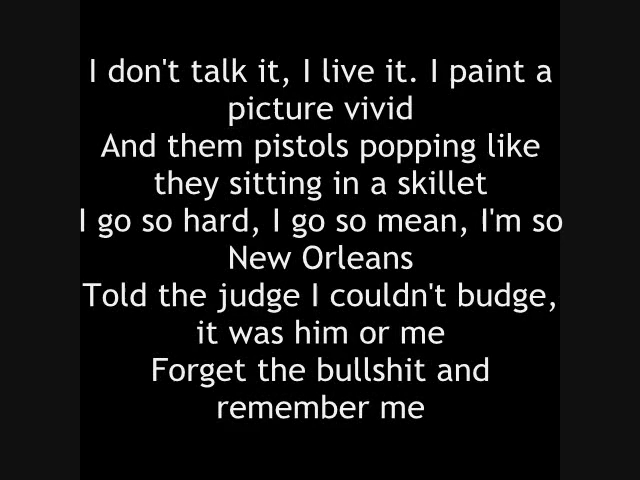 I don't talk it, I live it. I paint a
picture vivid
And them pistols popping like
they sitting in a skillet
I go so hard, I go so mean, I'm so
New Orleans
Told the judge I couldn't budge,
it was him or me
Forget the bullshit and
remember me